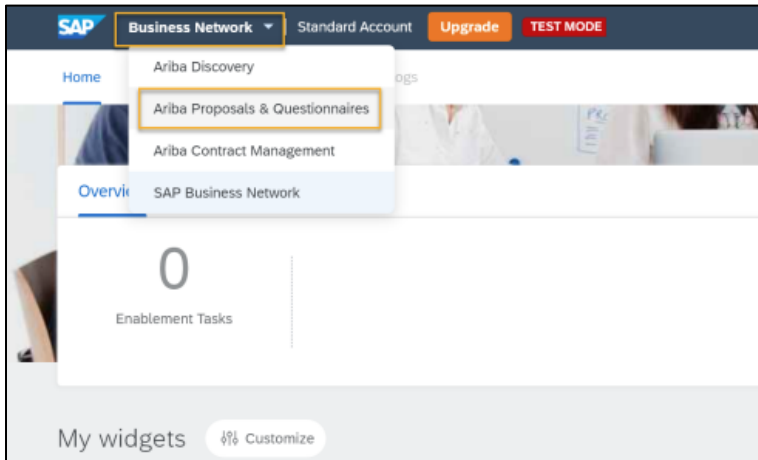 SAP Business Network Standard Account Upgrade TEST MODE
Home
Ariba Discovery
Ariba Proposals & Questionnaires
Ariba Contract Management
SAP Business Network
0
Enablement Tasks
My widgets Customize